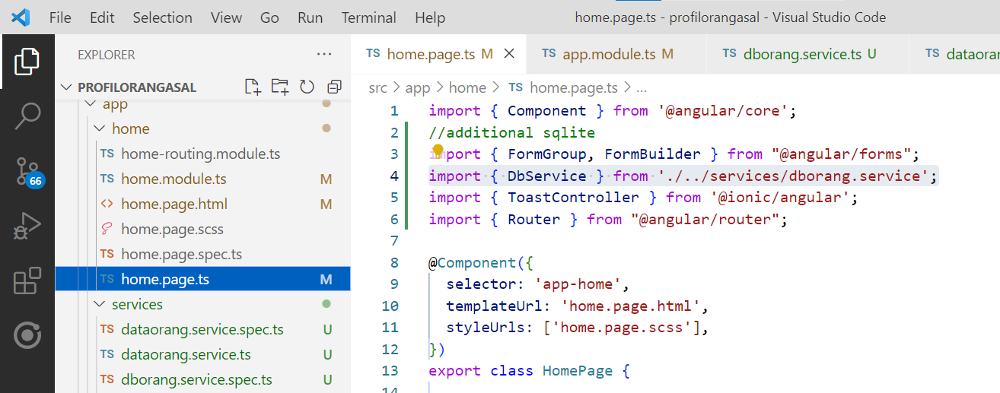 File Edit Selection View Go Run Terminal Help home.page.ts - profilorangasal - Visual Studio Code
EXPLORER ···
PROFILORANGASAL
app
home
TS home-routing.module.ts
TS home.module.ts M
<> home.page.html M
home.page.scss
TS home.page.spec.ts
TS home.page.ts M
services
TS dataorang.service.spec.ts U
TS dataorang.service.ts U
TS dborang.service.spec.ts U
66
TS home.page.ts M TS app.module.ts M TS dborang.service.ts U TS dataoran
src > app > home > TS home.page.ts > ...
1 import { Component } from '@angular/core';
2 //additional sqlite
3 import { FormGroup, FormBuilder } from "@angular/forms";
4 import { DbService } from './../services/dborang.service';
5 import { ToastController } from '@ionic/angular';
6 import { Router } from "@angular/router";
7
8 @Component({
9 selector: 'app-home',
10 templateUrl: 'home.page.html',
11 styleUrls: ['home.page.scss'],
12 })
13 export class HomePage {
14